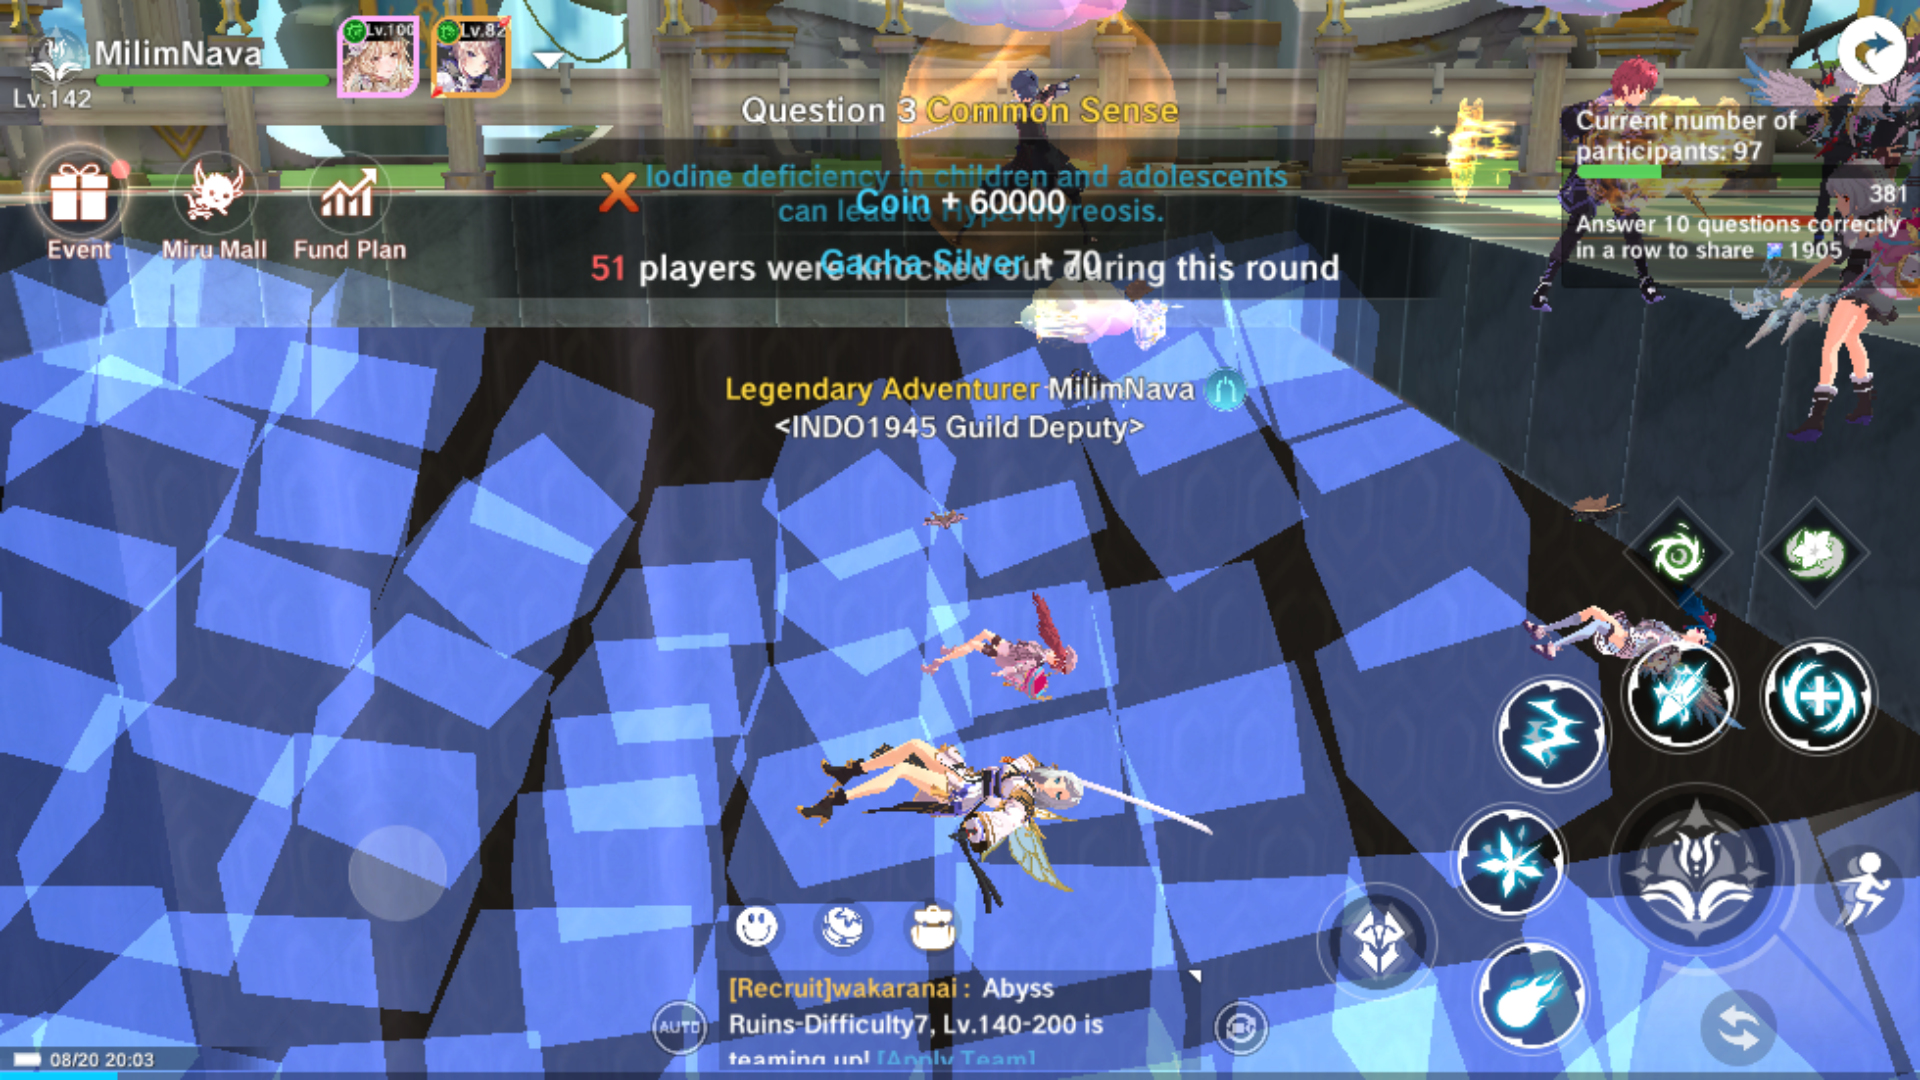 MilimNava
Lv.142
Lv.100
Lv.82
Question 3 Common Sense
Iodine deficiency in children and adolescents
can lead to Hyperthyreosis.
Coin + 60000
Gacha Silver + 70
51 players were knocked out during this round
Current number of
participants: 97
381
Answer 10 questions correctly
in a row to share 1905
Event
Miru Mall
Fund Plan
Legendary Adventurer MilimNava
<INDO1945 Guild Deputy>
[Recruit]wakaranai : Abyss
Ruins-Difficulty7, Lv.140-200 is
teaming up! [Apply Team]
AUTO
08/20 20:03